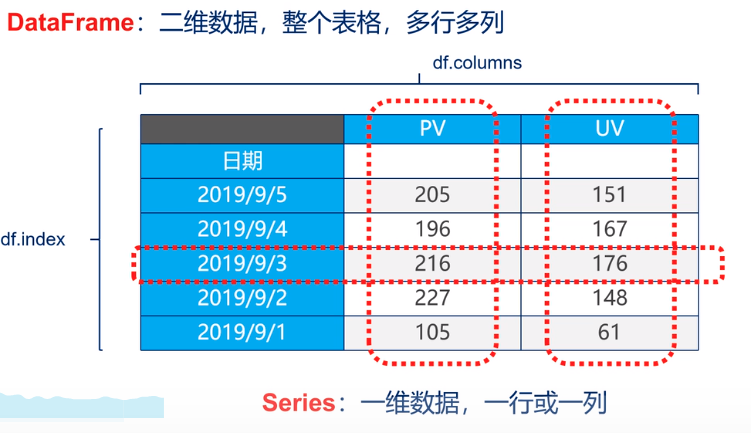 DataFrame：二维数据，整个表格，多行多列
df.columns
PV UV
日期
2019/9/5 205 151
2019/9/4 196 167
df.index
2019/9/3 216 176
2019/9/2 227 148
2019/9/1 105 61
Series：一维数据，一行或一列